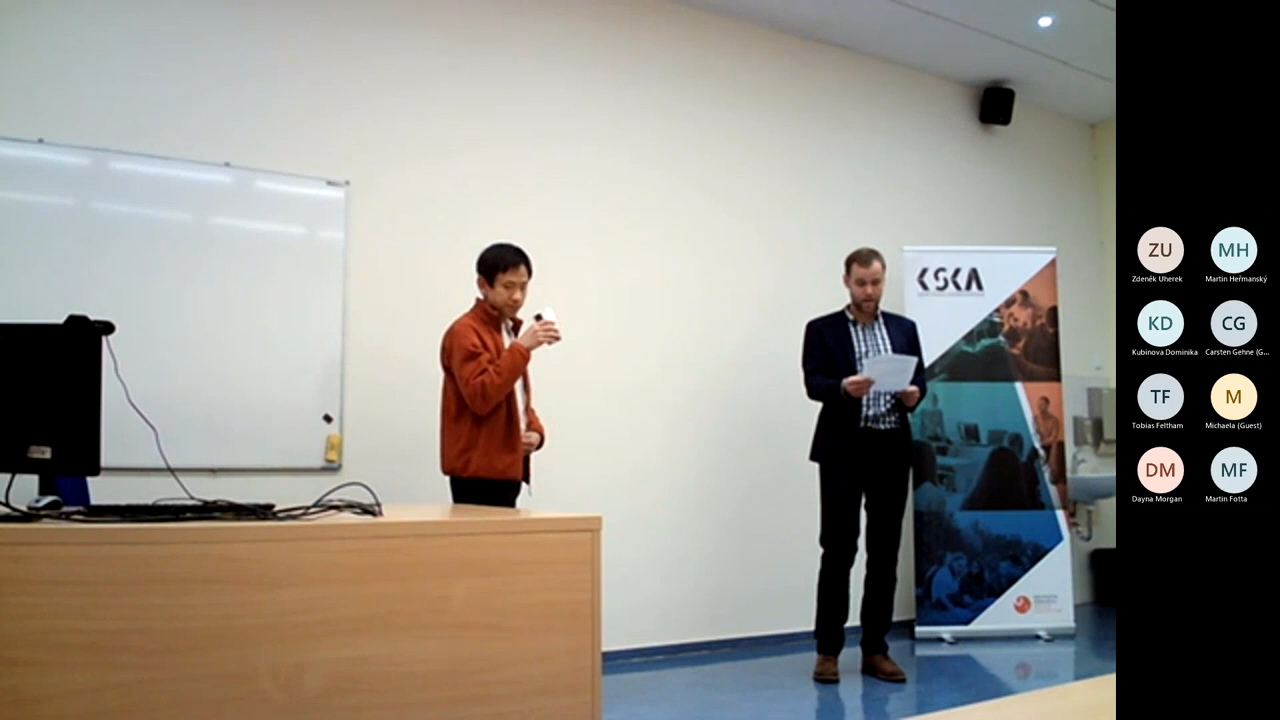 KSKA
ZU
MH
Zdeněk Uherek
Martin Heřmanský
KD
CG
Kubinova Dominika
Carsten Gehne (G...
TF
M
Tobias Feltham
Michaela (Guest)
DM
MF
Dayna Morgan
Martin Fotta